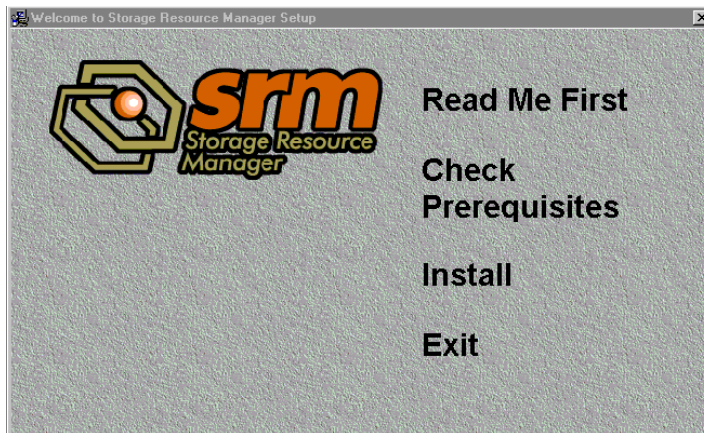 Welcome to Storage Resource Manager Setup
srm
Storage Resource
Manager
Read Me First
Check
Prerequisites
Install
Exit